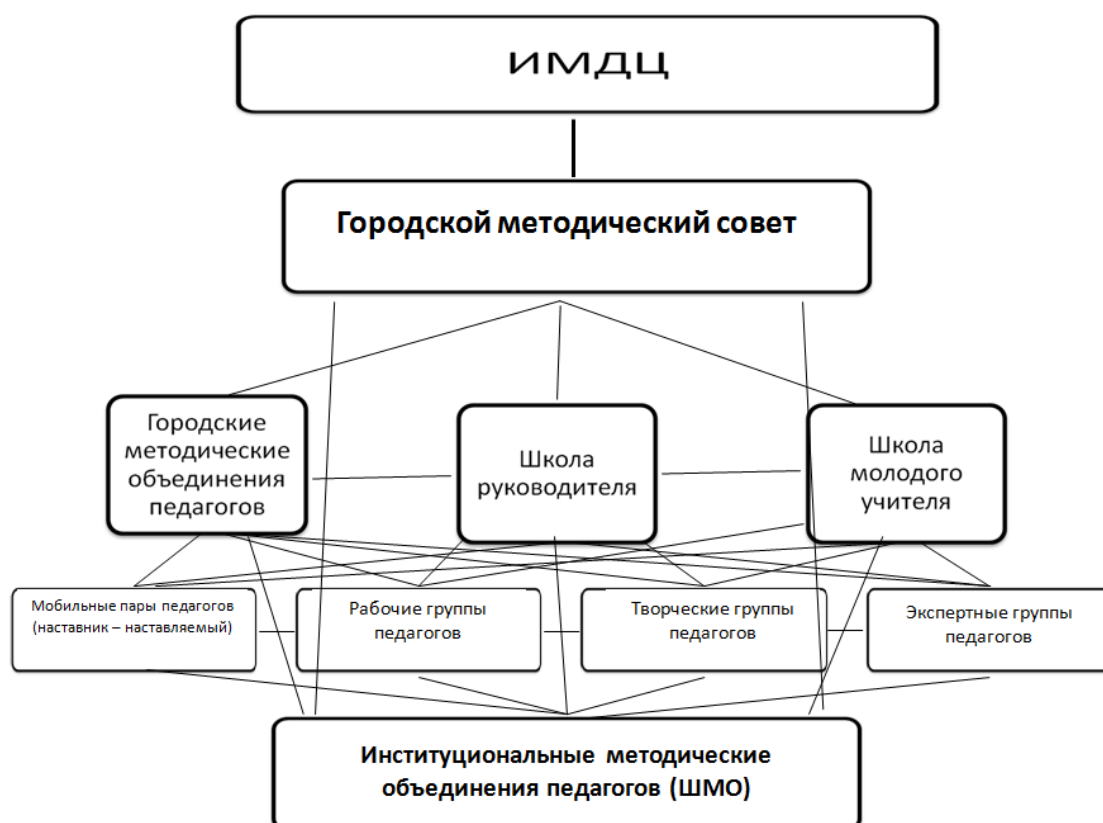 ИМДЦ
Городской методический совет
Городские
методические
объединения
педагогов
Школа
руководителя
Школа
молодого
учителя
Мобильные пары педагогов
(наставник – наставляемый)
Рабочие группы
педагогов
Творческие группы
педагогов
Экспертные группы
педагогов
Институциональные методические
объединения педагогов (ШМО)